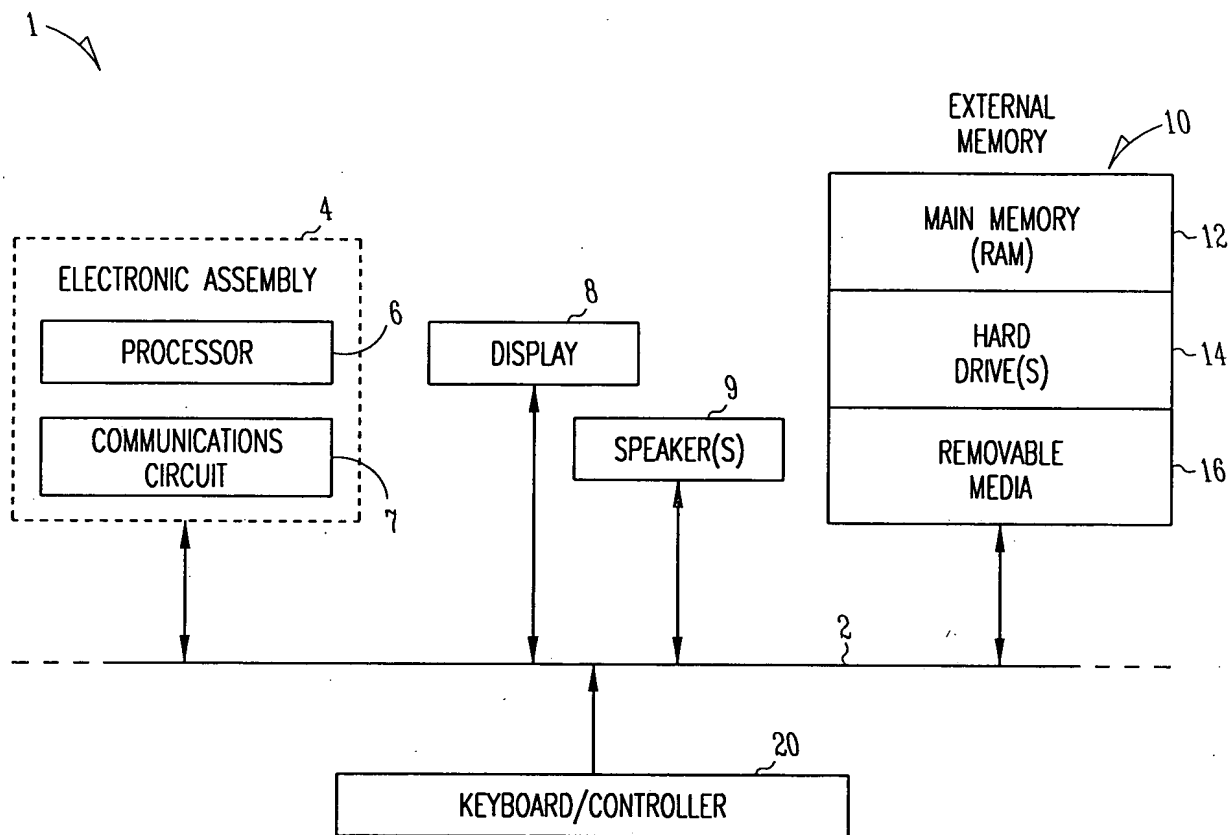 1
EXTERNAL
MEMORY
10
MAIN MEMORY
(RAM)
12
HARD
DRIVE(S)
14
REMOVABLE
MEDIA
16
4
ELECTRONIC ASSEMBLY
PROCESSOR
6
COMMUNICATIONS
CIRCUIT
7
8
DISPLAY
9
SPEAKER(S)
2
20
KEYBOARD/CONTROLLER